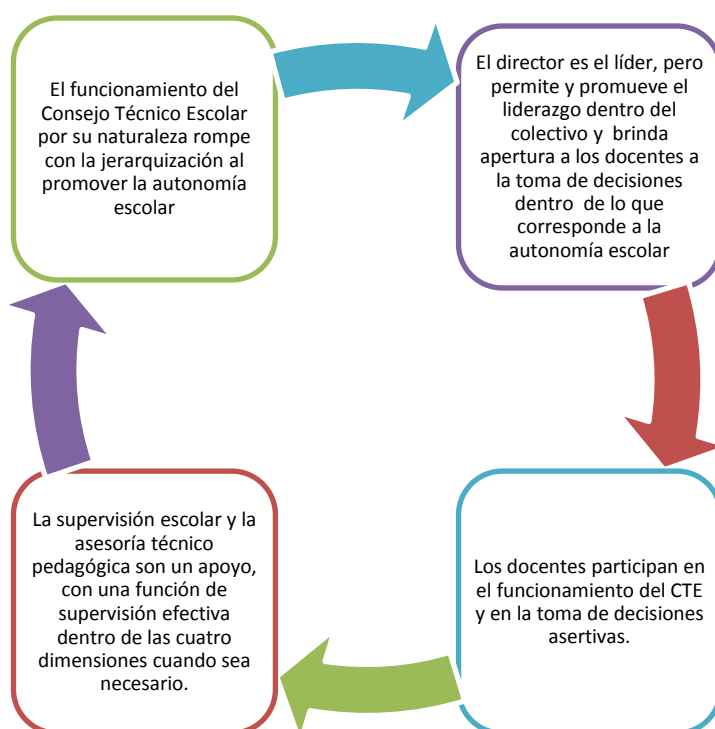 El funcionamiento del
Consejo Técnico Escolar
por su naturaleza rompe
con la jerarquización al
promover la autonomía
escolar
El director es el líder, pero
permite y promueve el
liderazgo dentro del
colectivo y brinda
apertura a los docentes a
la toma de decisiones
dentro de lo que
corresponde a la
autonomía escolar
Los docentes participan en
el funcionamiento del CTE
y en la toma de decisiones
asertivas.
La supervisión escolar y la
asesoría técnico
pedagógica son un apoyo,
con una función de
supervisión efectiva
dentro de las cuatro
dimensiones cuando sea
necesario.